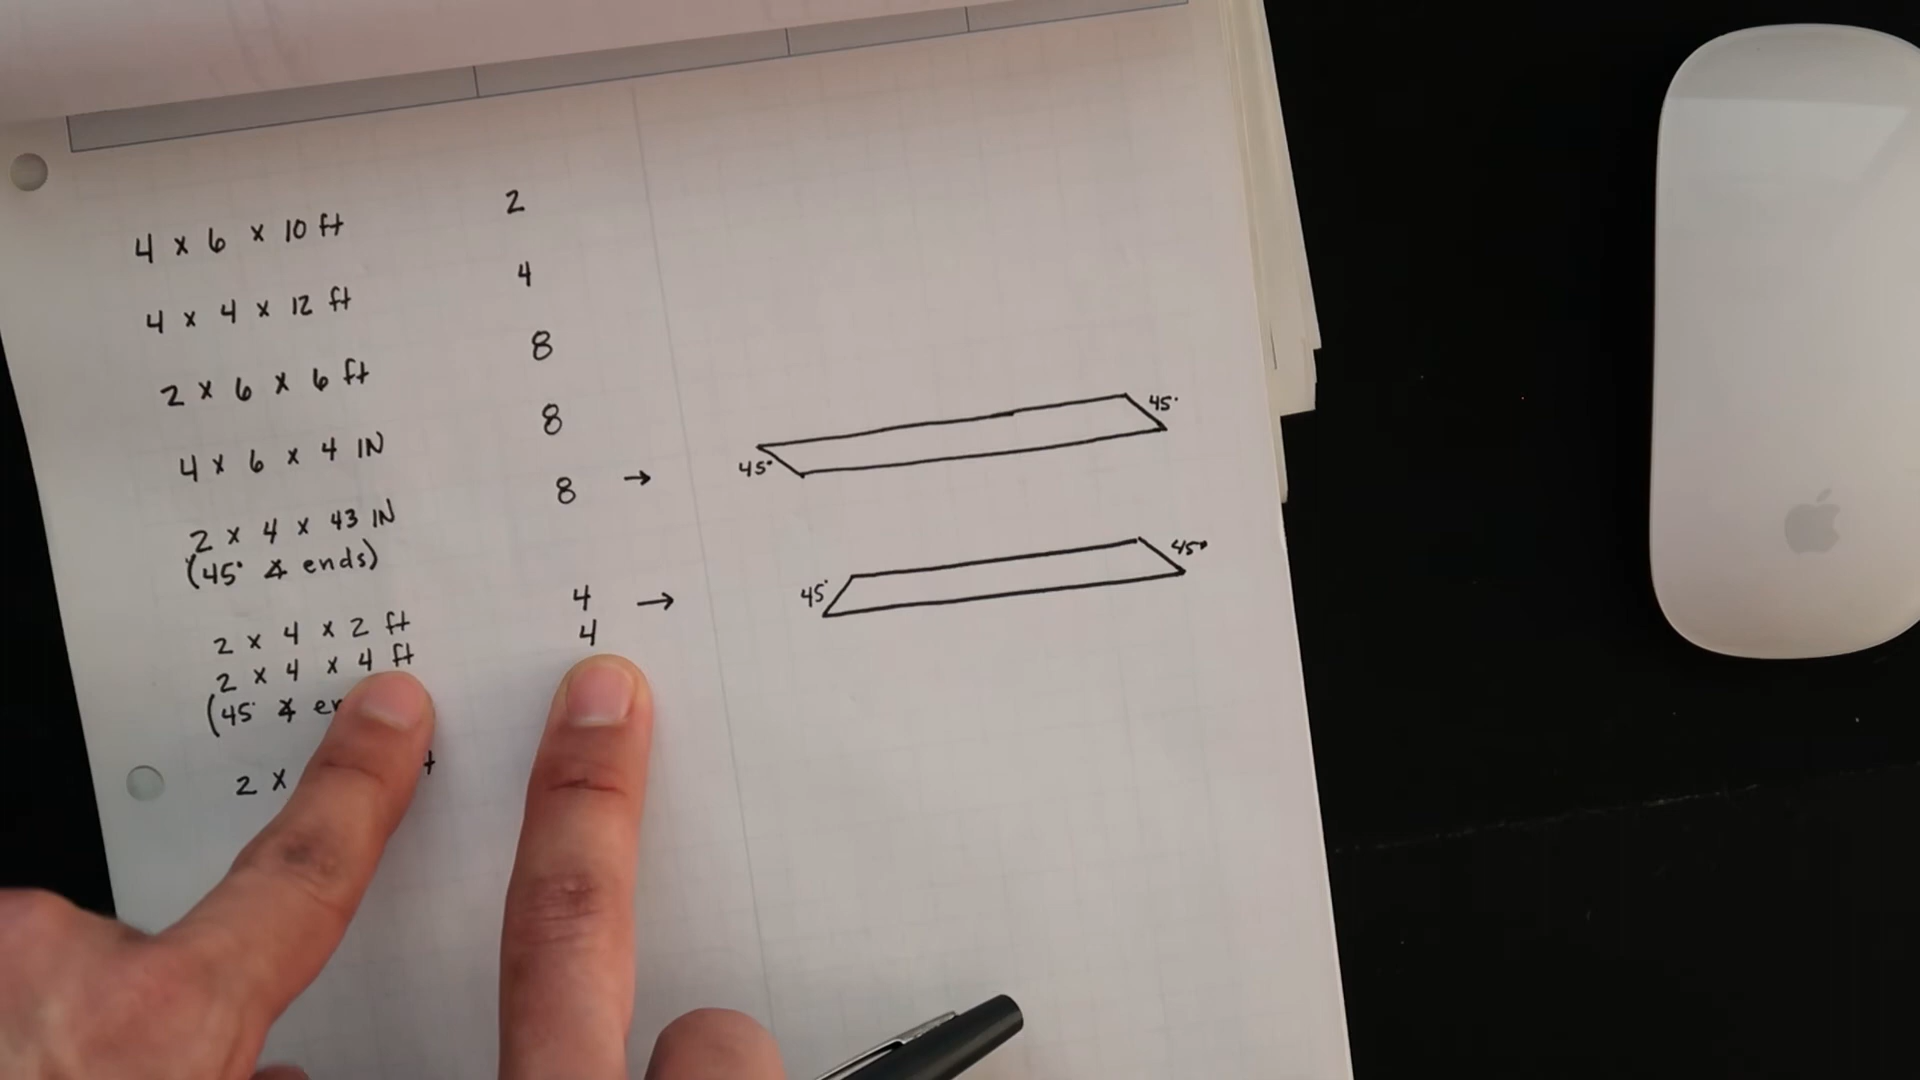 4 x 6 x 10 ft 2
4 x 4 x 12 ft 4
2 x 6 x 6 ft 8
4 x 6 x 4 IN 8
2 x 4 x 43 IN 8 →
(45° ∡ ends)
45°
45°
2 x 4 x 2 ft 4 →
2 x 4 x 4 ft 4
(45° ∡
45°
45°
2 x